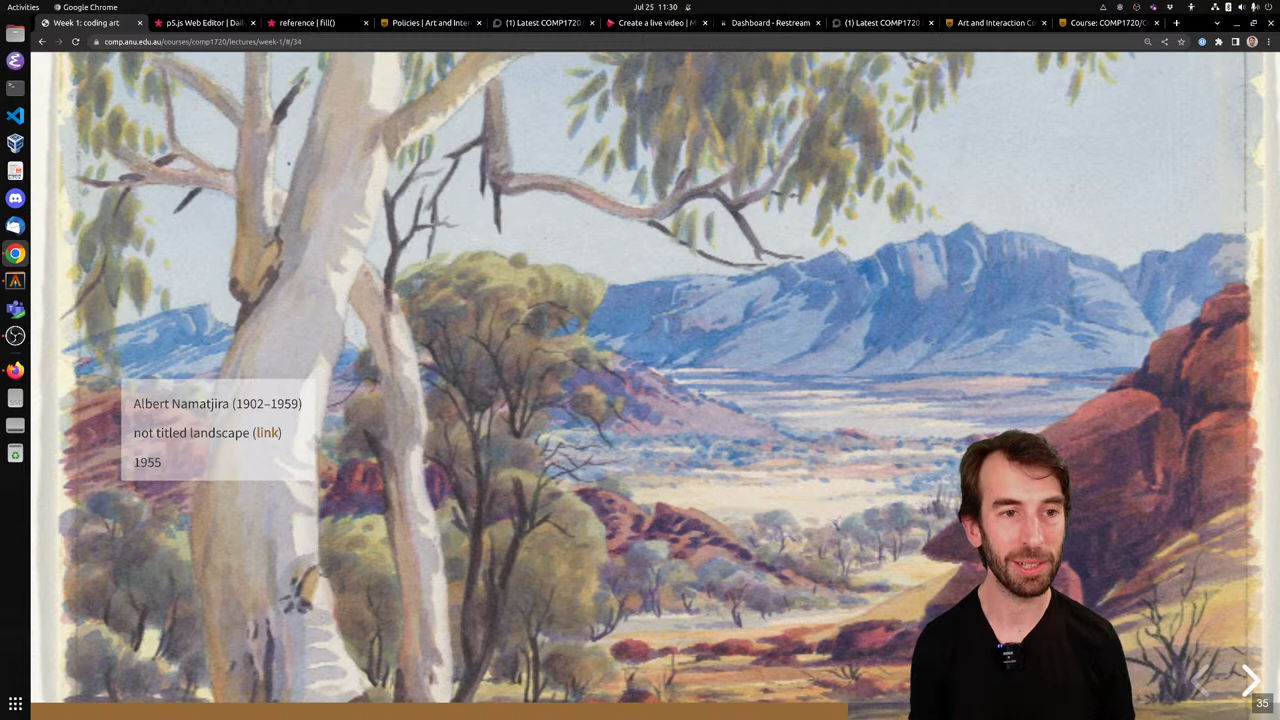 Activities
Google Chrome
Jul 25 11:30
Week 1: coding art
p5.js Web Editor | Dail
reference | fill()
Policies | Art and Inter
(1) Latest COMP1720
Create a live video | M
Dashboard - Restream
(1) Latest COMP1720
Art and Interaction Co
Course: COMP1720/C
comp.anu.edu.au/courses/comp1720/lectures/week-1/#/34
Albert Namatjira (1902–1959)
not titled landscape (link)
1955
35